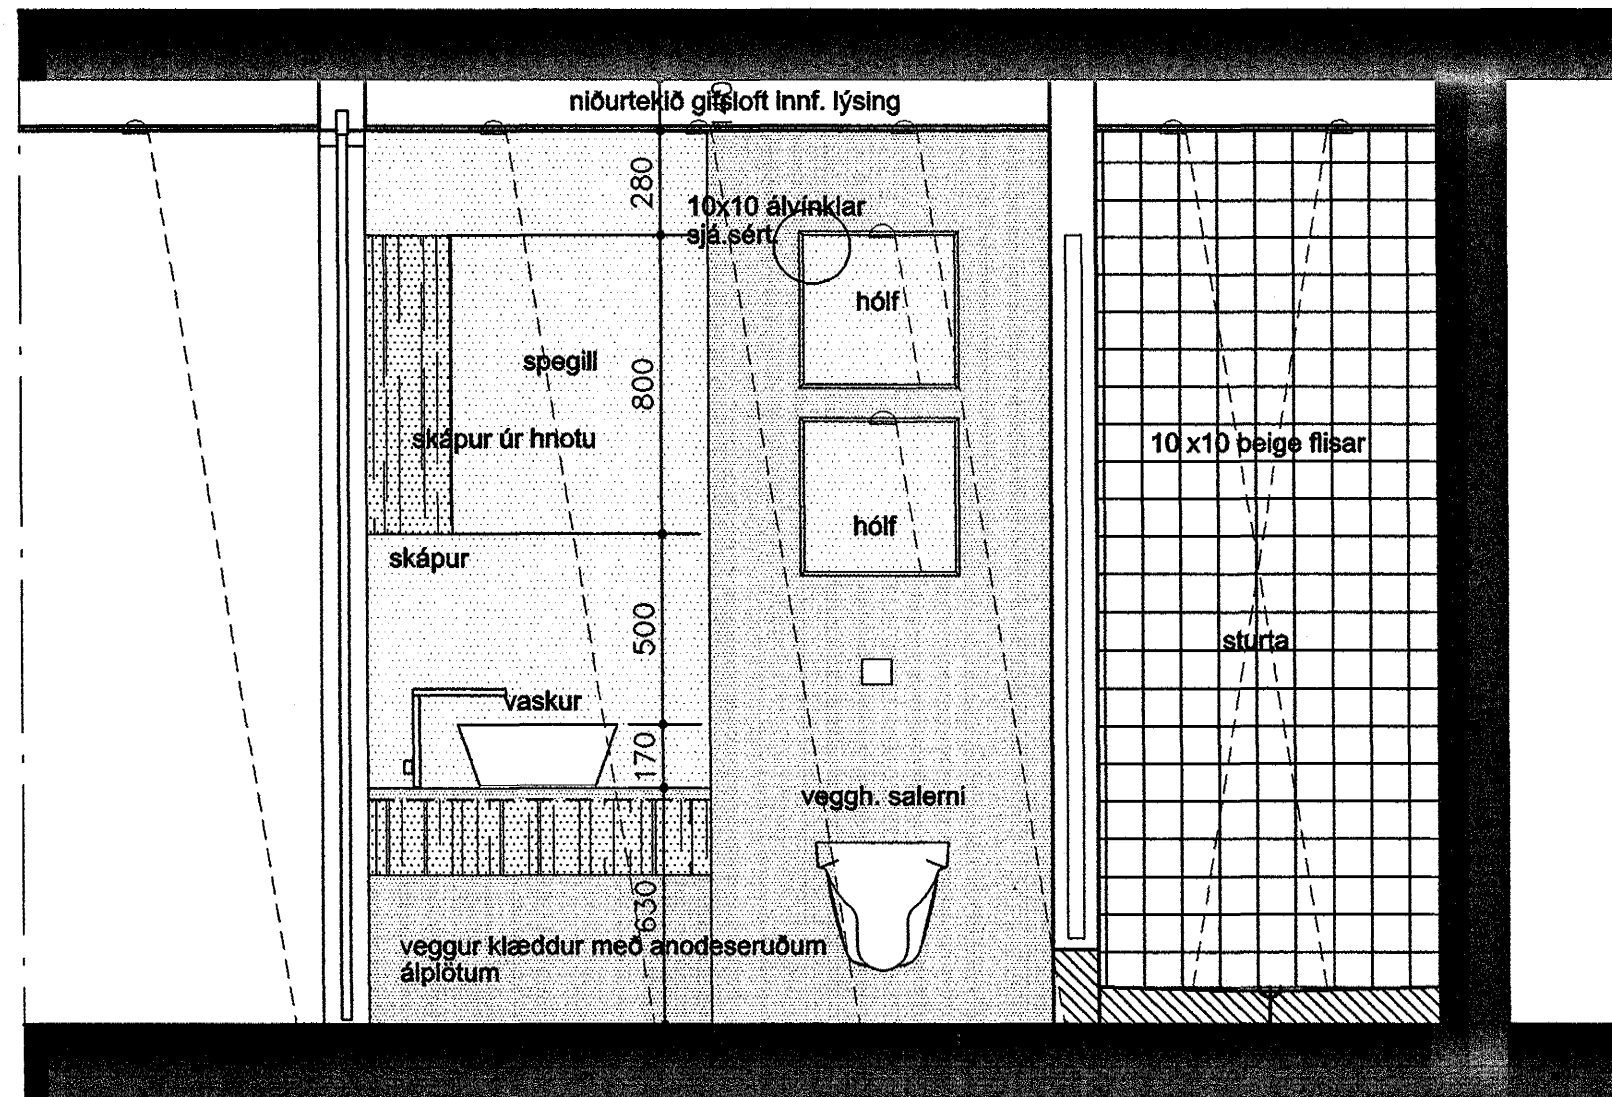 niðurtekið gifsloft innf. lýsing
280
10x10 álvínklar
sjá.sért.
hólf
spegill
800
skápur úr hnotu
10 x10 beige flisar
hólf
skápur
500
sturta
vaskur
170
veggh. salerni
630
veggur klæddur með anodeseruðum
álplötum